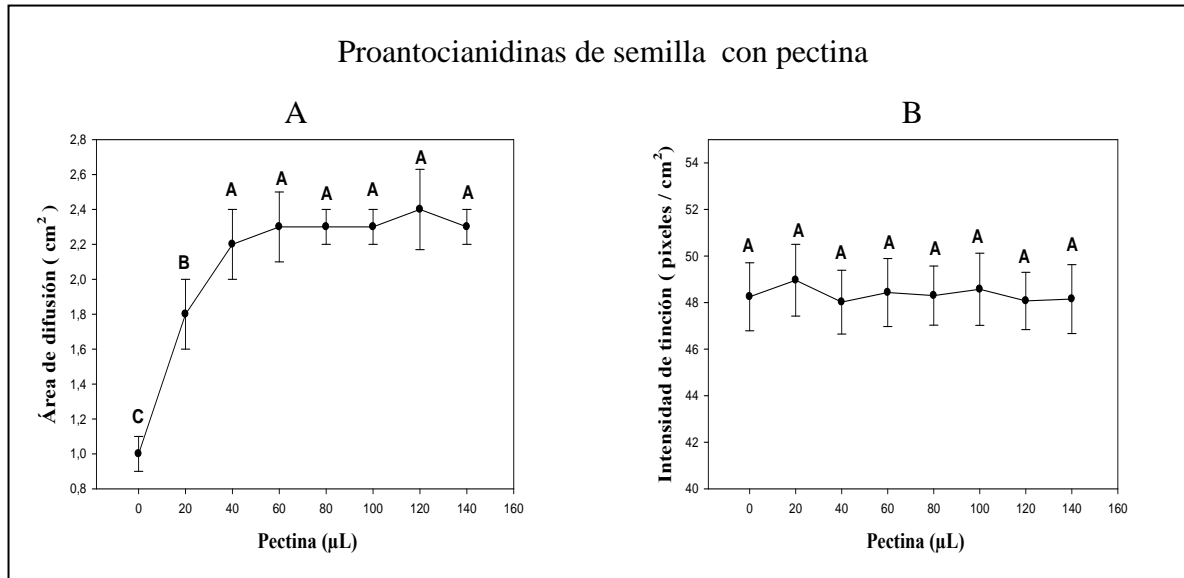 Proantocianidinas de semilla con pectina
A
2,8
2,6
2,4
2,2
2,0
1,8
1,6
1,4
1,2
1,0
0,8
Área de difusión ( cm²)
C
B
A
A
A
A
A
A
0 20 40 60 80 100 120 140 160
Pectina (µL)
B
54
52
50
48
46
44
42
40
Intensidad de tinción ( pixeles / cm²)
A
A
A
A
A
A
A
A
0 20 40 60 80 100 120 140 160
Pectina (µL)